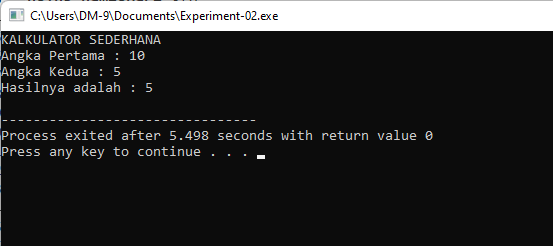 C:\Users\DM-9\Documents\Experiment-02.exe
KALKULATOR SEDERHANA
Angka Pertama : 10
Angka Kedua : 5
Hasilnya adalah : 5
--------------------------------
Process exited after 5.498 seconds with return value 0
Press any key to continue . . .